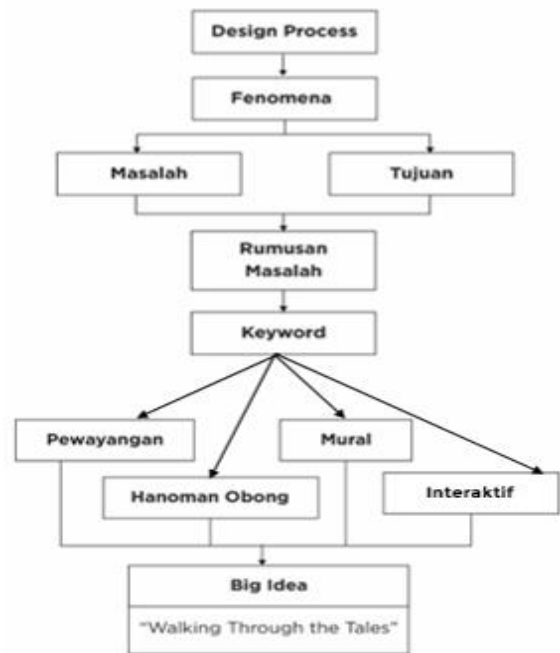 Design Process
Fenomena
Masalah
Tujuan
Rumusan
Masalah
Keyword
Pewayangan
Mural
Hanoman Obong
Interaktif
Big Idea
"Walking Through the Tales"